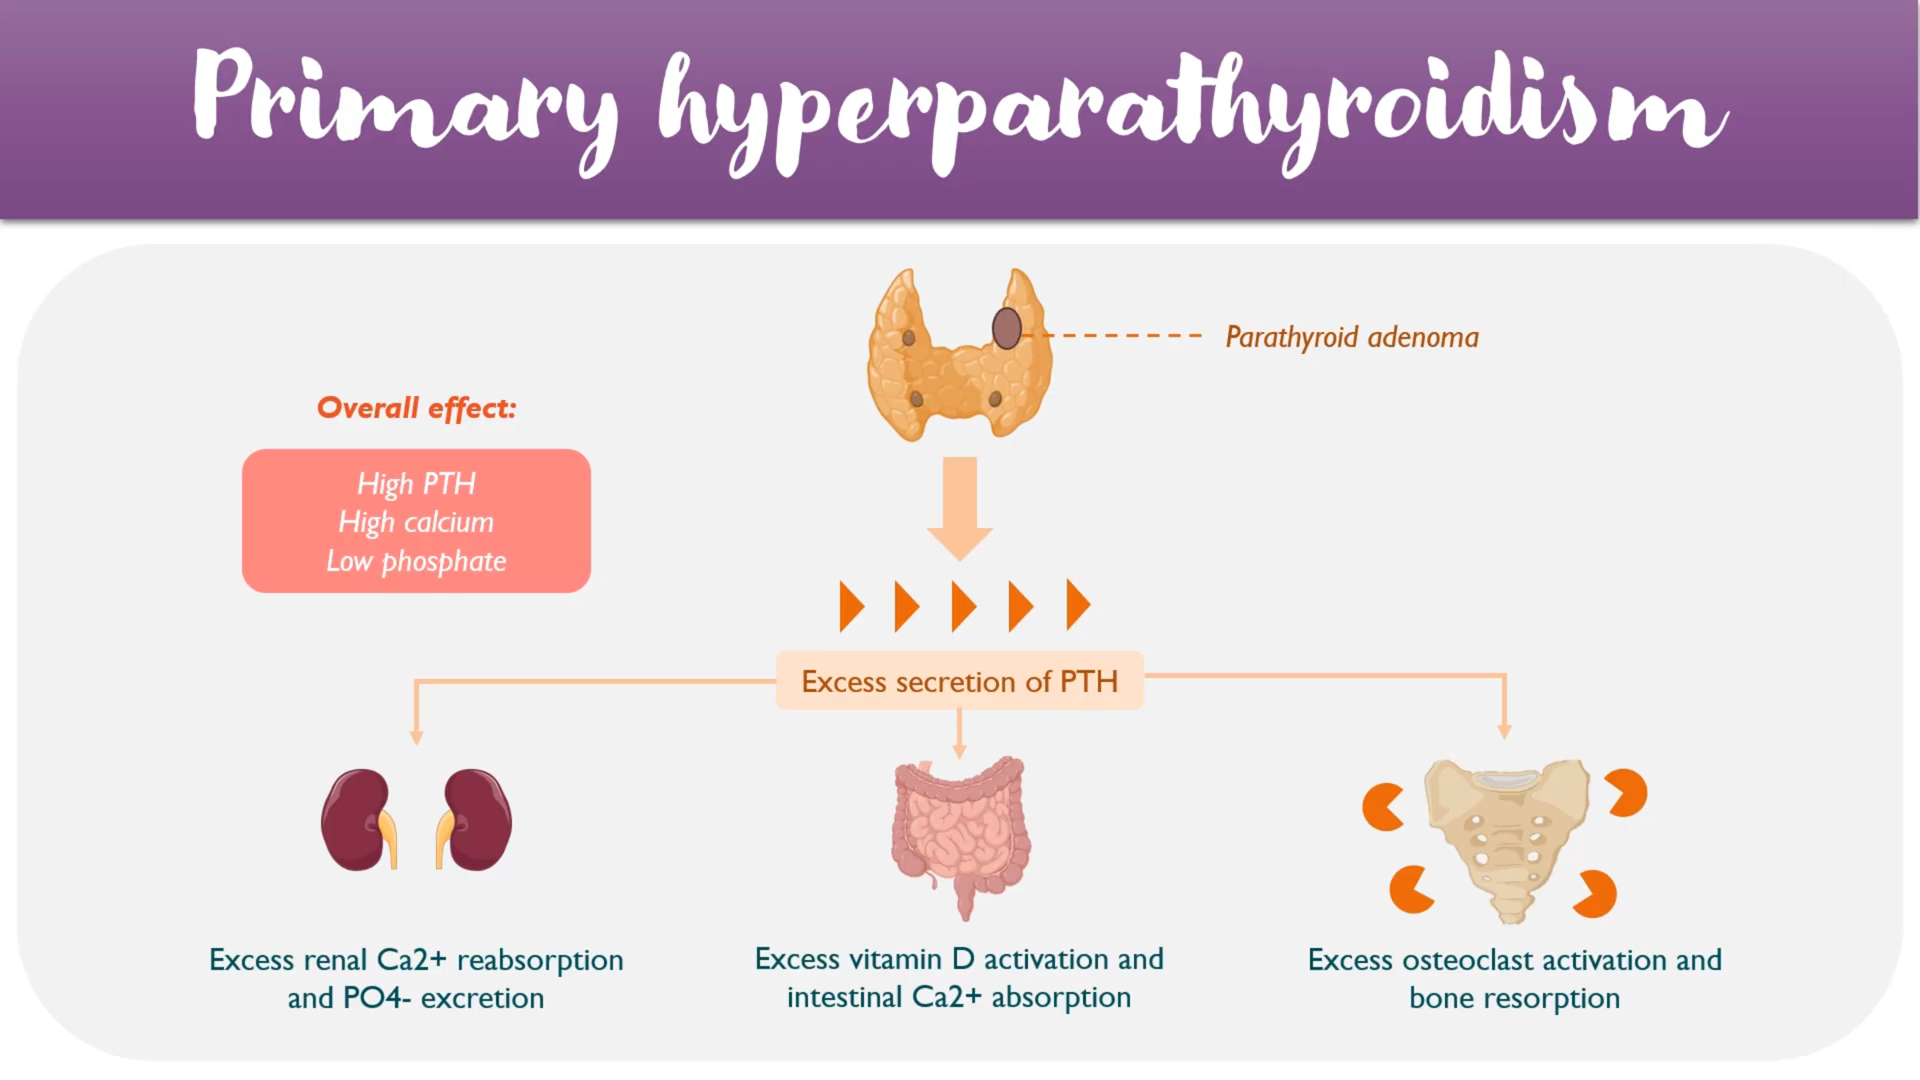 Primary hyperparathyroidism
Parathyroid adenoma
Overall effect:
High PTH
High calcium
Low phosphate
Excess secretion of PTH
Excess renal Ca2+ reabsorption
and PO4- excretion
Excess vitamin D activation and
intestinal Ca2+ absorption
Excess osteoclast activation and
bone resorption